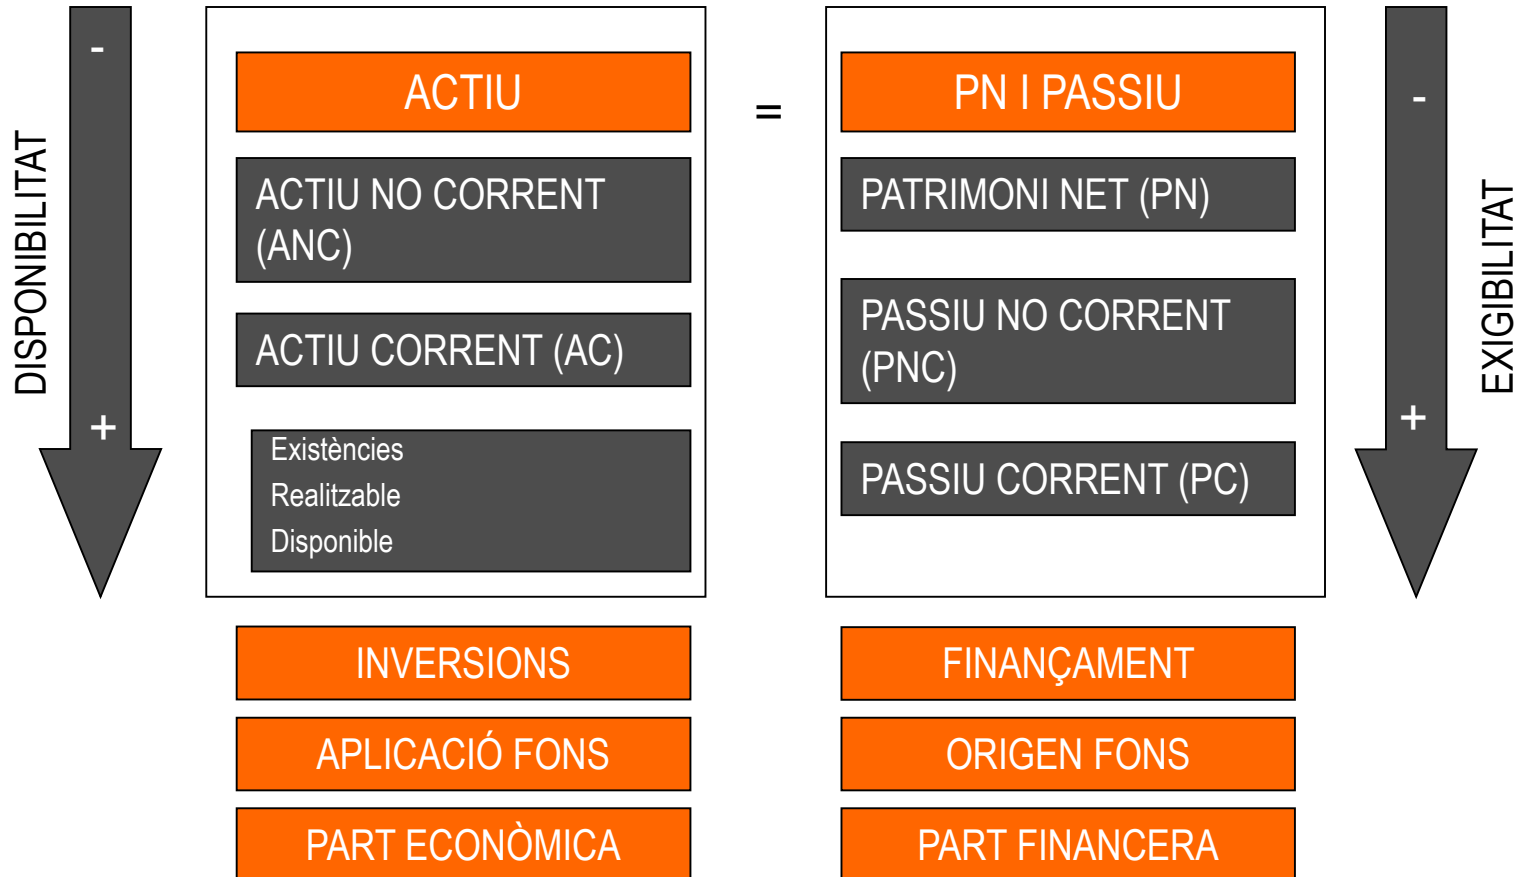 DISPONIBILITAT
-
+
ACTIU
ACTIU NO CORRENT
(ANC)
ACTIU CORRENT (AC)
Existències
Realitzable
Disponible
=
PN I PASSIU
PATRIMONI NET (PN)
PASSIU NO CORRENT
(PNC)
PASSIU CORRENT (PC)
-
+
EXIGIBILITAT
INVERSIONS
FINANÇAMENT
APLICACIÓ FONS
ORIGEN FONS
PART ECONÒMICA
PART FINANCERA